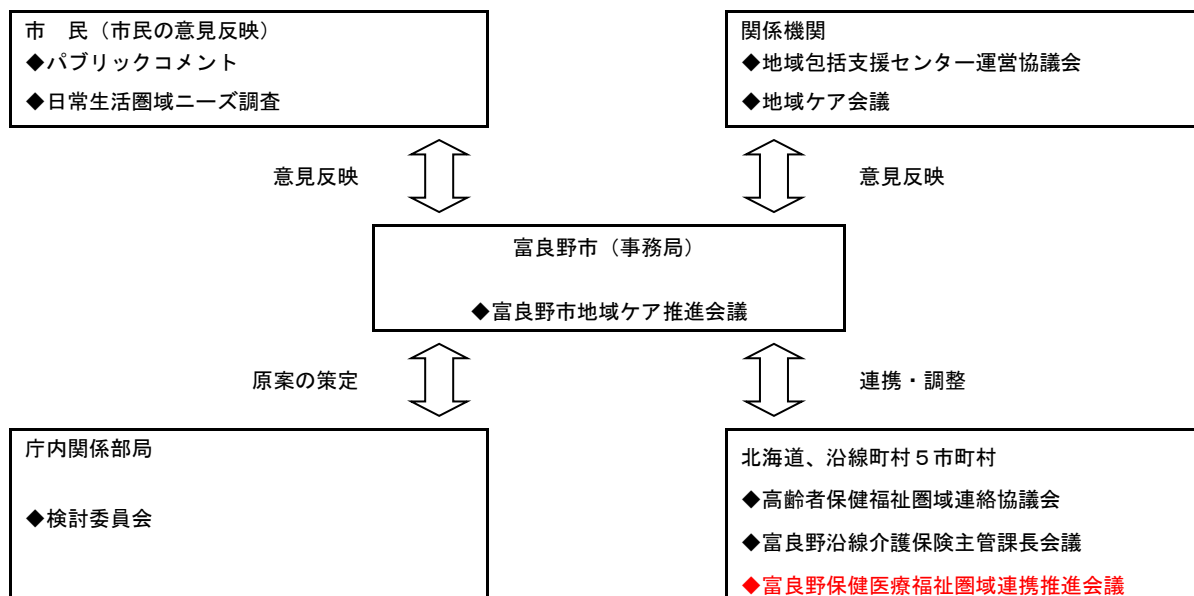 市　民（市民の意見反映）
◆パブリックコメント
◆日常生活圏域ニーズ調査
関係機関
◆地域包括支援センター運営協議会
◆地域ケア会議
意見反映
意見反映
富良野市（事務局）
◆富良野市地域ケア推進会議
原案の策定
連携・調整
庁内関係部局
◆検討委員会
北海道、沿線町村５市町村
◆高齢者保健福祉圏域連絡協議会
◆富良野沿線介護保険主管課長会議
◆富良野保健医療福祉圏域連携推進会議